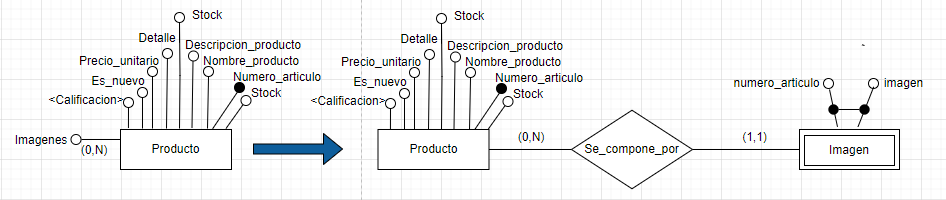 Stock
Detalle
Descripcion_producto
Precio_unitario
Nombre_producto
Es_nuevo
Numero_articulo
<Calificacion>
Stock
Imagenes
(0,N)
Producto
Stock
Detalle
Descripcion_producto
Precio_unitario
Nombre_producto
Es_nuevo
Numero_articulo
<Calificacion>
Stock
Producto
(0,N)
Se_compone_por
(1,1)
numero_articulo
imagen
Imagen